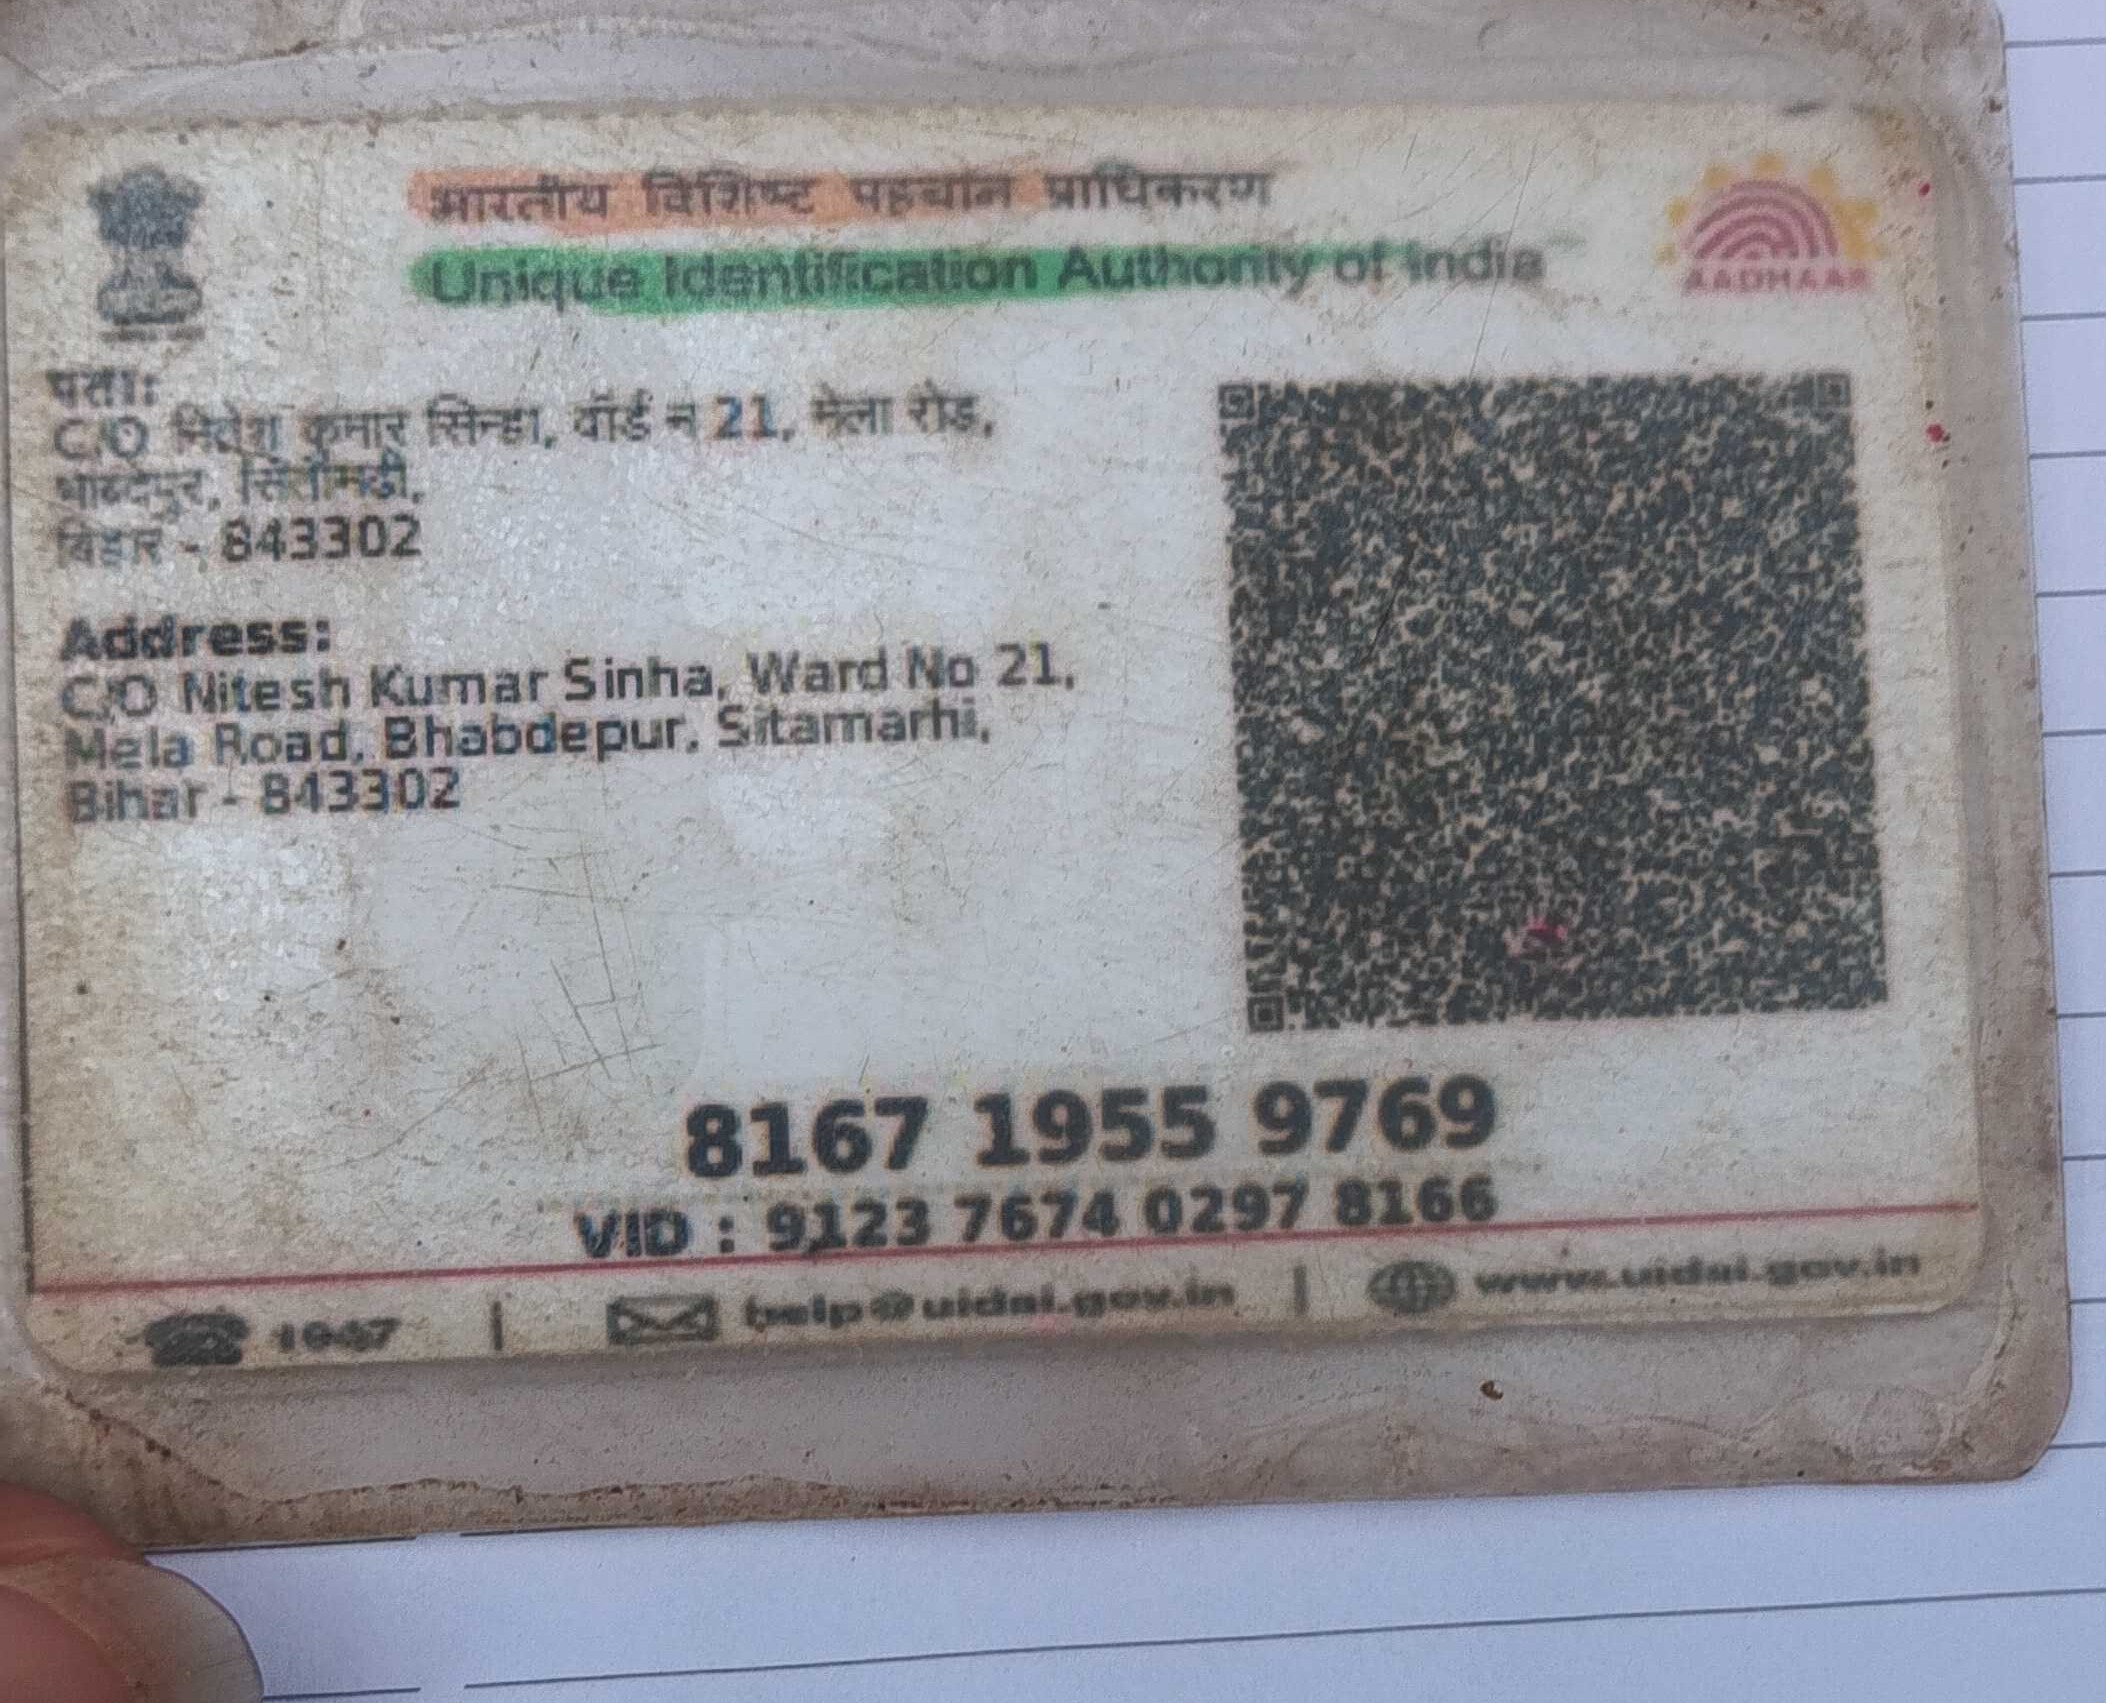 भारतीय विशिष्ट पहचान प्राधिकरण
Unique Identification Authority of India
AADHAAR
पता:
C/O नितेश कुमार सिन्हा, वॉर्ड न 21, मेला रोड,
भाब्देपुर, सितामढी,
बिहार - 843302
Address:
C/O Nitesh Kumar Sinha, Ward No 21,
Mela Road, Bhabdepur, Sitamarhi,
Bihar - 843302
8167 1955 9769
VID : 9123 7674 0297 8166
1947 | help@uidai.gov.in | www.uidai.gov.in